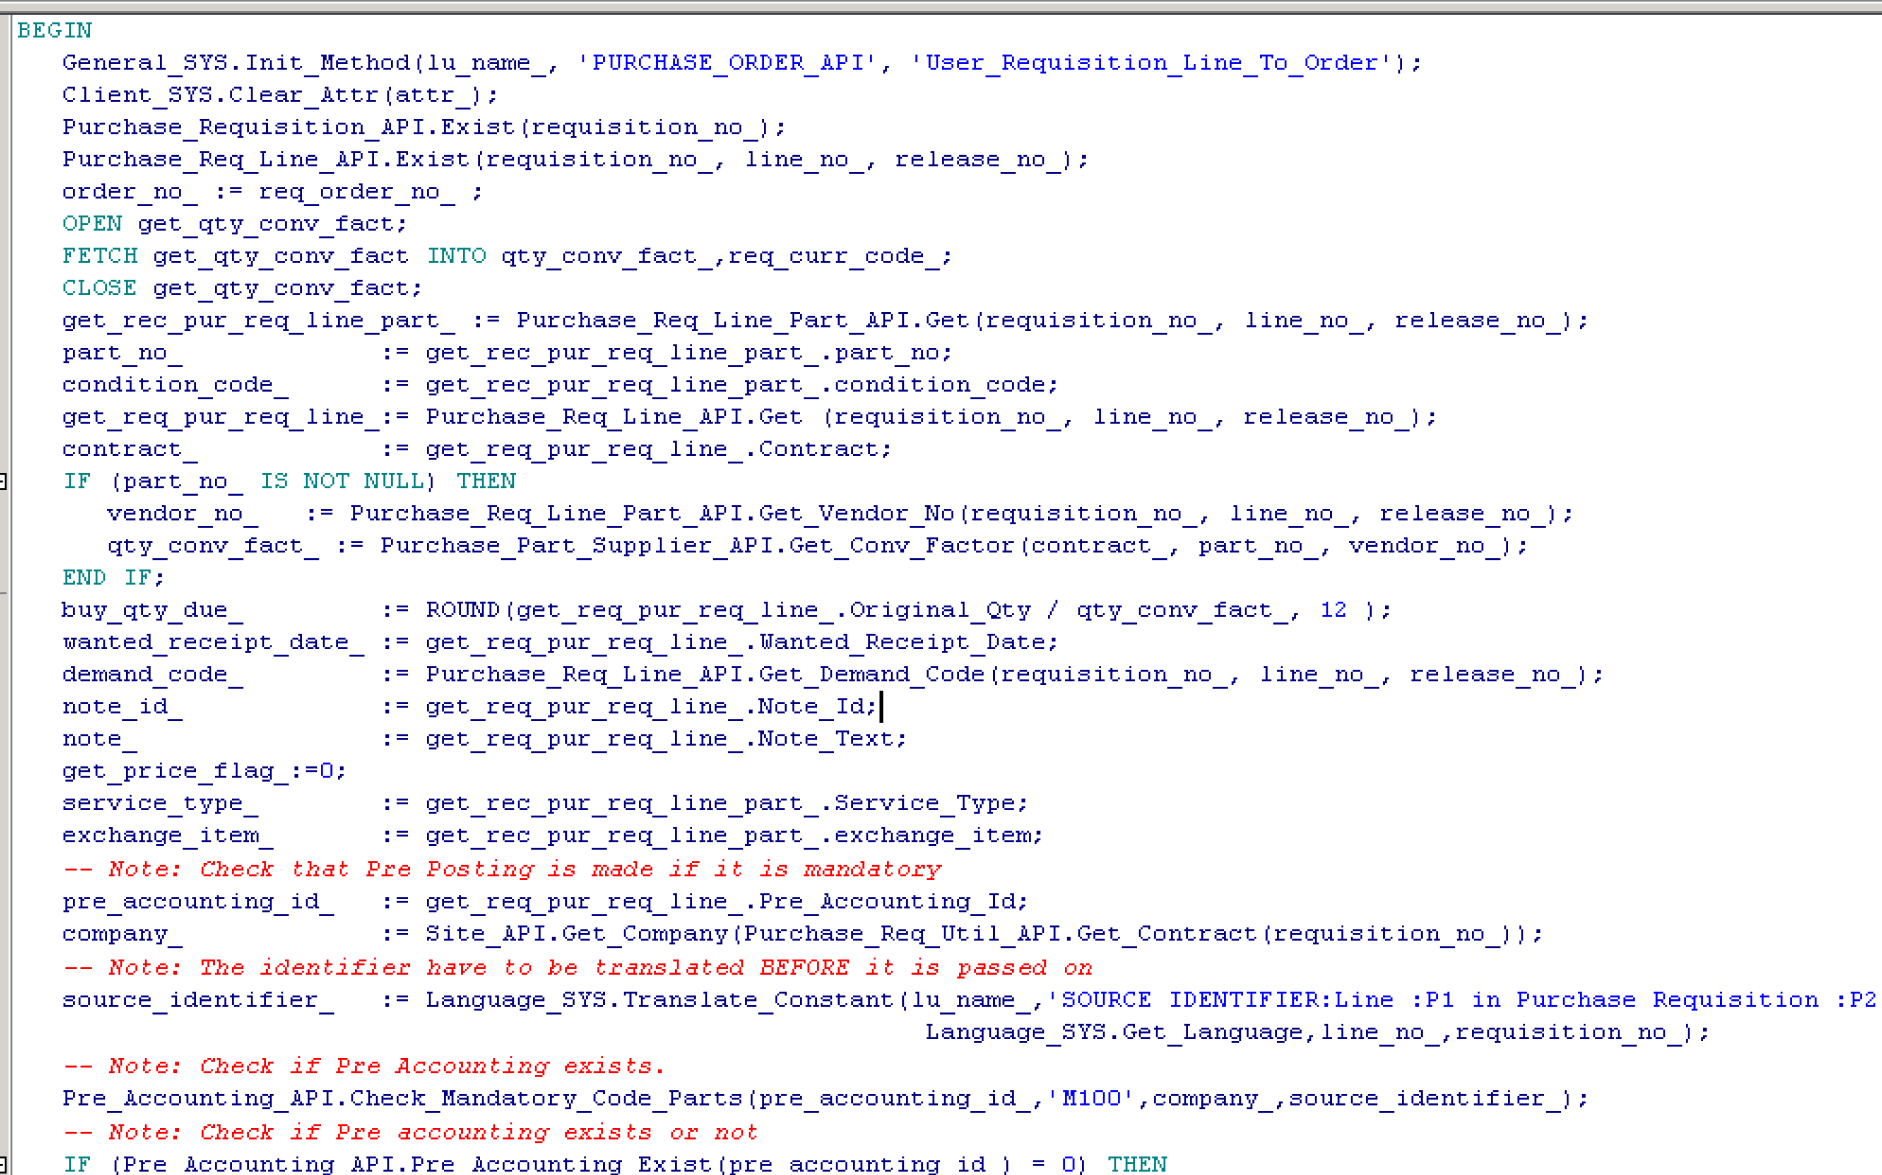 BEGIN
General_SYS.Init_Method(lu_name_, 'PURCHASE_ORDER_API', 'User_Requisition_Line_To_Order');
Client_SYS.Clear_Attr(attr_);
Purchase_Requisition_API.Exist(requisition_no_);
Purchase_Req_Line_API.Exist(requisition_no_, line_no_, release_no_);
order_no_ := req_order_no_ ;
OPEN get_qty_conv_fact;
FETCH get_qty_conv_fact INTO qty_conv_fact_,req_curr_code_;
CLOSE get_qty_conv_fact;
get_rec_pur_req_line_part_ := Purchase_Req_Line_Part_API.Get(requisition_no_, line_no_, release_no_);
part_no_ := get_rec_pur_req_line_part_.part_no;
condition_code_ := get_rec_pur_req_line_part_.condition_code;
get_req_pur_req_line_:= Purchase_Req_Line_API.Get (requisition_no_, line_no_, release_no_);
contract_ := get_req_pur_req_line_.Contract;
IF (part_no_ IS NOT NULL) THEN
vendor_no_ := Purchase_Req_Line_Part_API.Get_Vendor_No(requisition_no_, line_no_, release_no_);
qty_conv_fact_ := Purchase_Part_Supplier_API.Get_Conv_Factor(contract_, part_no_, vendor_no_);
END IF;
buy_qty_due_ := ROUND(get_req_pur_req_line_.Original_Qty / qty_conv_fact_, 12 );
wanted_receipt_date_ := get_req_pur_req_line_.Wanted_Receipt_Date;
demand_code_ := Purchase_Req_Line_API.Get_Demand_Code(requisition_no_, line_no_, release_no_);
note_id_ := get_req_pur_req_line_.Note_Id;
note_ := get_req_pur_req_line_.Note_Text;
get_price_flag_:=0;
service_type_ := get_rec_pur_req_line_part_.Service_Type;
exchange_item_ := get_rec_pur_req_line_part_.exchange_item;
-- Note: Check that Pre Posting is made if it is mandatory
pre_accounting_id_ := get_req_pur_req_line_.Pre_Accounting_Id;
company_ := Site_API.Get_Company(Purchase_Req_Util_API.Get_Contract(requisition_no_));
-- Note: The identifier have to be translated BEFORE it is passed on
source_identifier_ := Language_SYS.Translate_Constant(lu_name_,'SOURCE IDENTIFIER:Line :P1 in Purchase Requisition :P2
Language_SYS.Get_Language,line_no_,requisition_no_);
-- Note: Check if Pre Accounting exists.
Pre_Accounting_API.Check_Mandatory_Code_Parts(pre_accounting_id_,'M100',company_,source_identifier_);
-- Note: Check if Pre accounting exists or not
IF (Pre_Accounting_API.Pre_Accounting_Exist(pre_accounting_id_) = 0) THEN